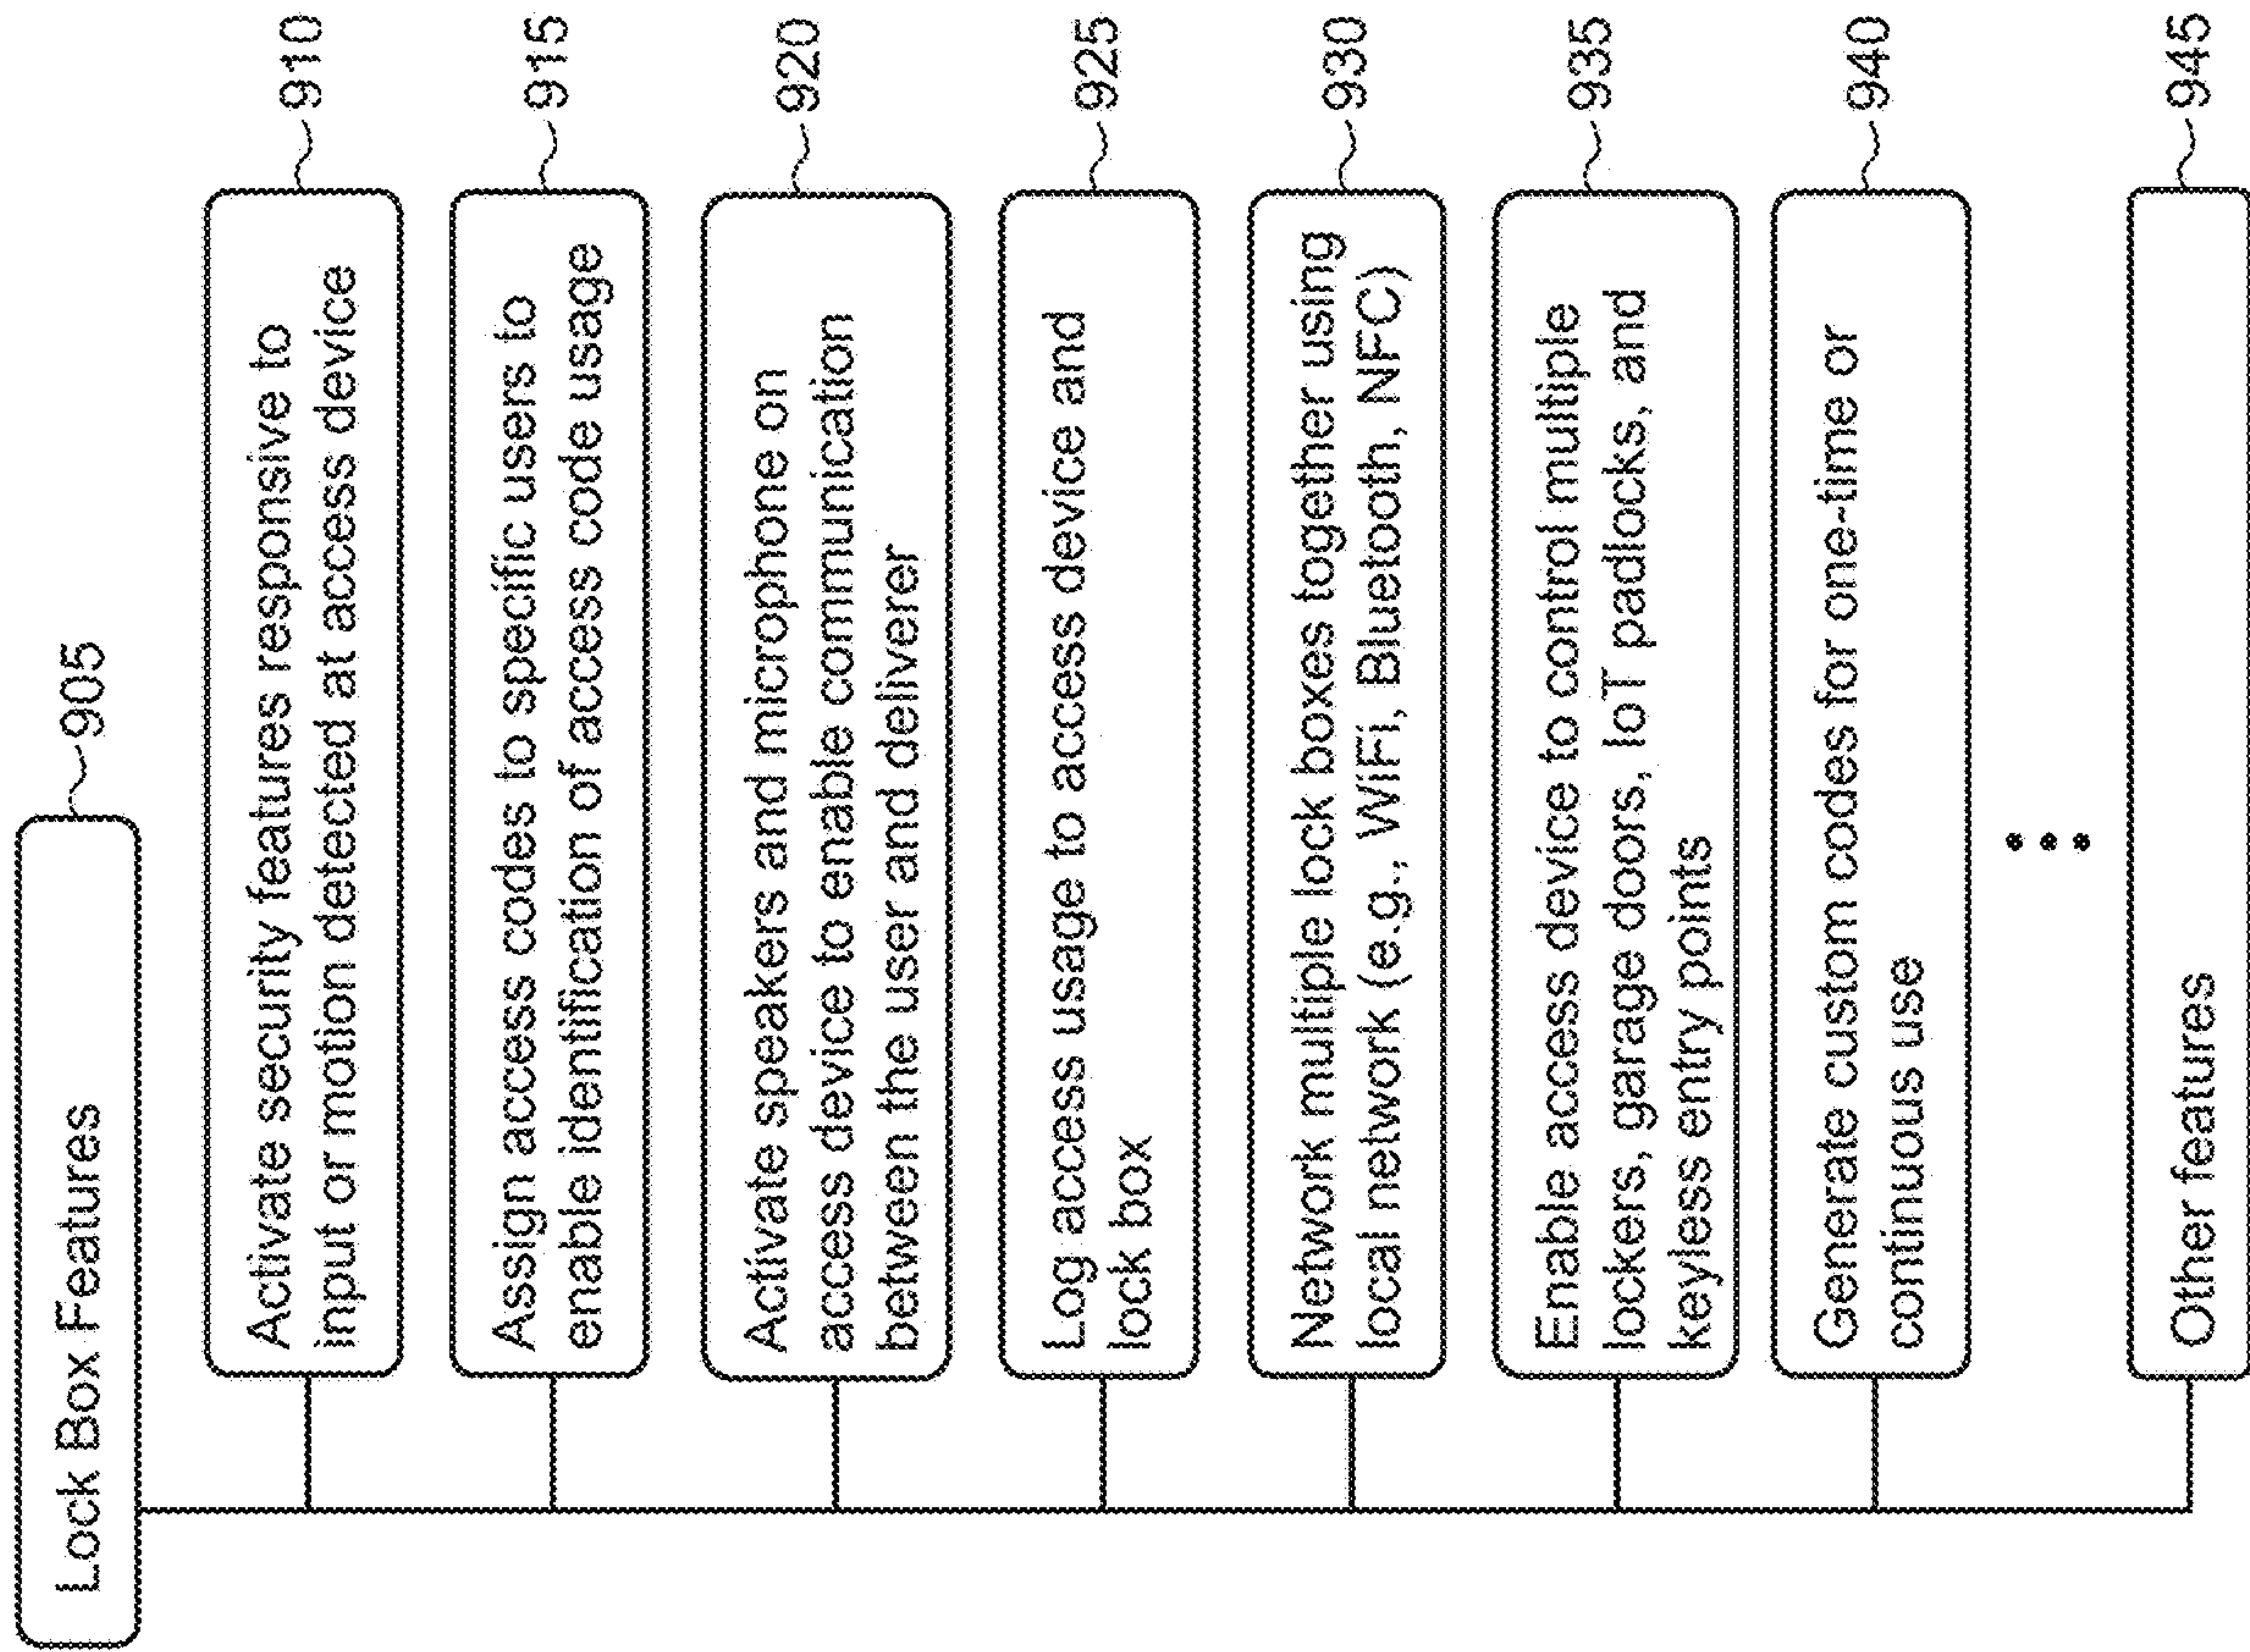 Lock Box Features
905
Activate security features responsive to
input or motion detected at access device
910
Assign access codes to specific users to
enable identification of access code usage
915
Activate speakers and microphone on
access device to enable communication
between the user and deliverer
920
Log access usage to access device and
lock box
925
Network multiple lock boxes together using
local network (e.g., WiFi, Bluetooth, NFC)
930
Enable access device to control multiple
lockers, garage doors, IoT padlocks, and
keyless entry points
935
Generate custom codes for one-time or
continuous use
940
Other features
945